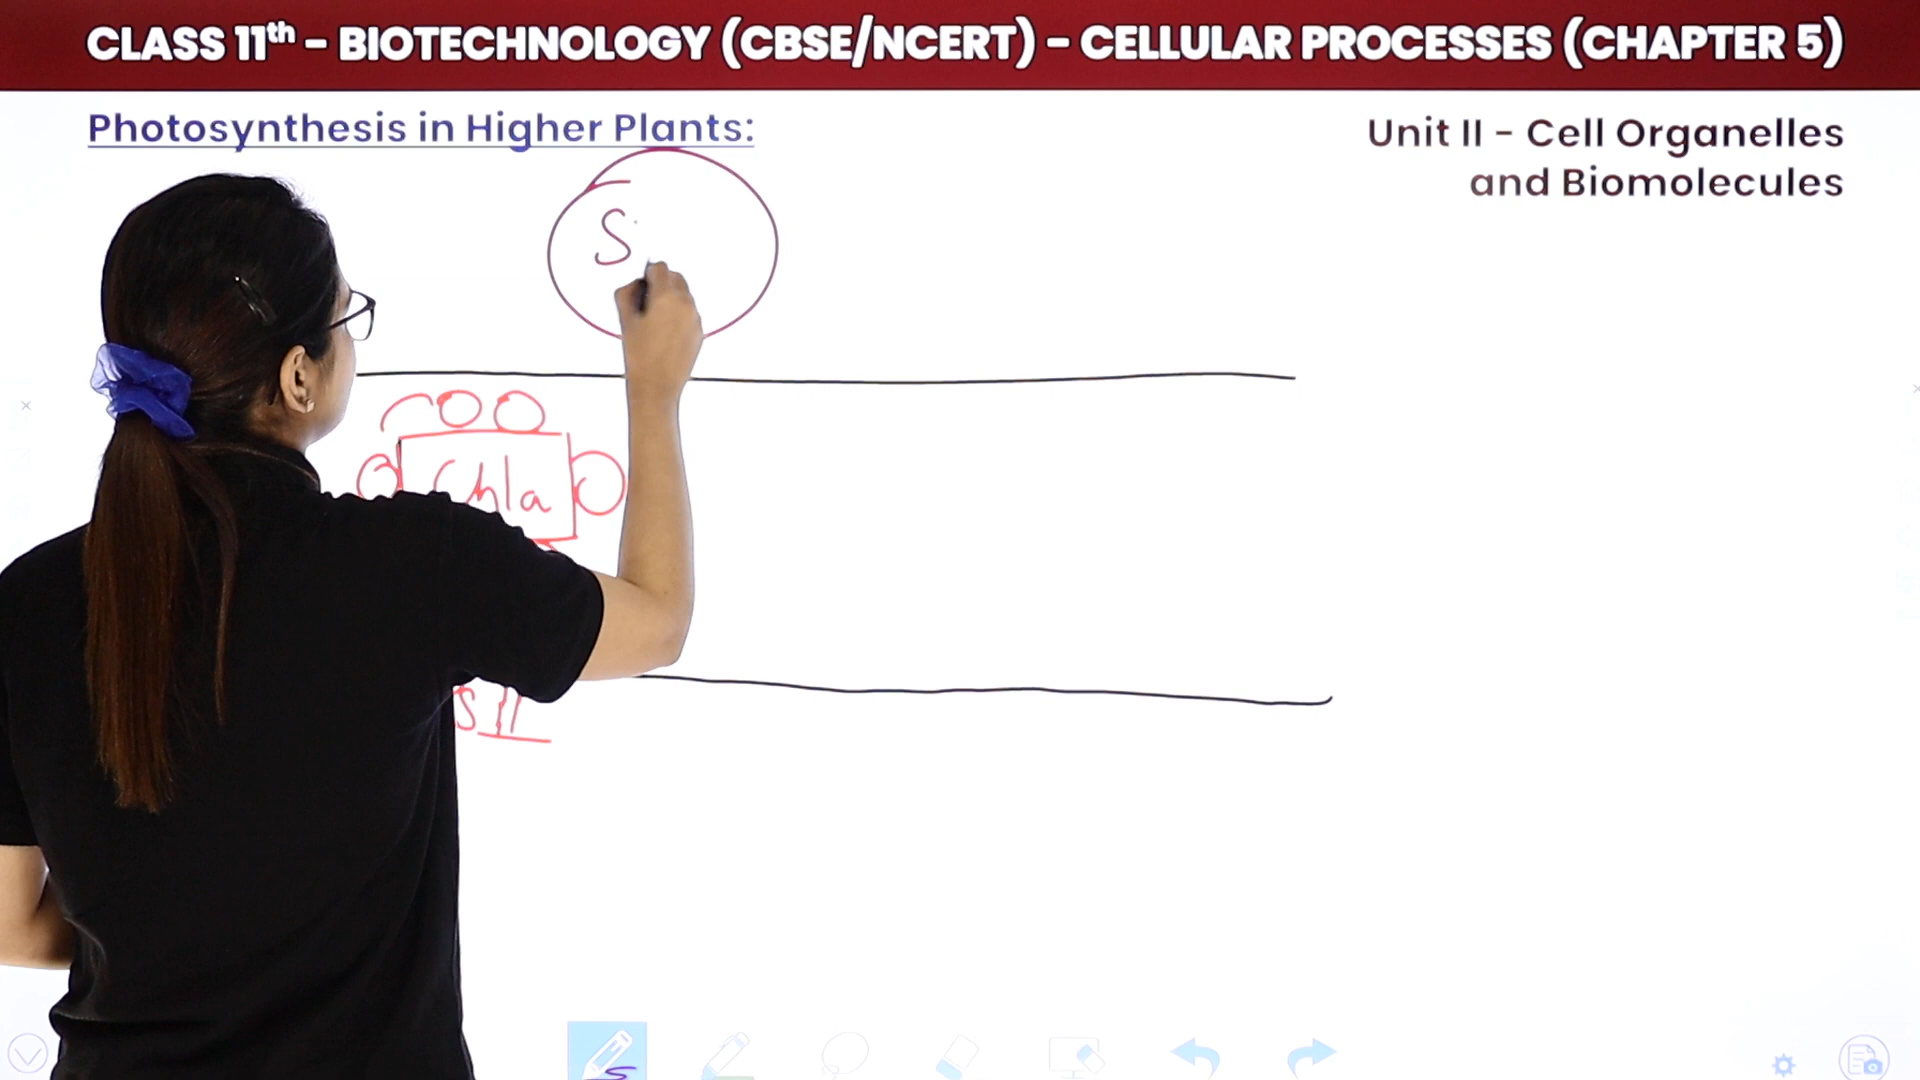 CLASS 11th – BIOTECHNOLOGY (CBSE/NCERT) – CELLULAR PROCESSES (CHAPTER 5)
Photosynthesis in Higher Plants:
Unit II – Cell Organelles
and Biomolecules
S
Chla
S II